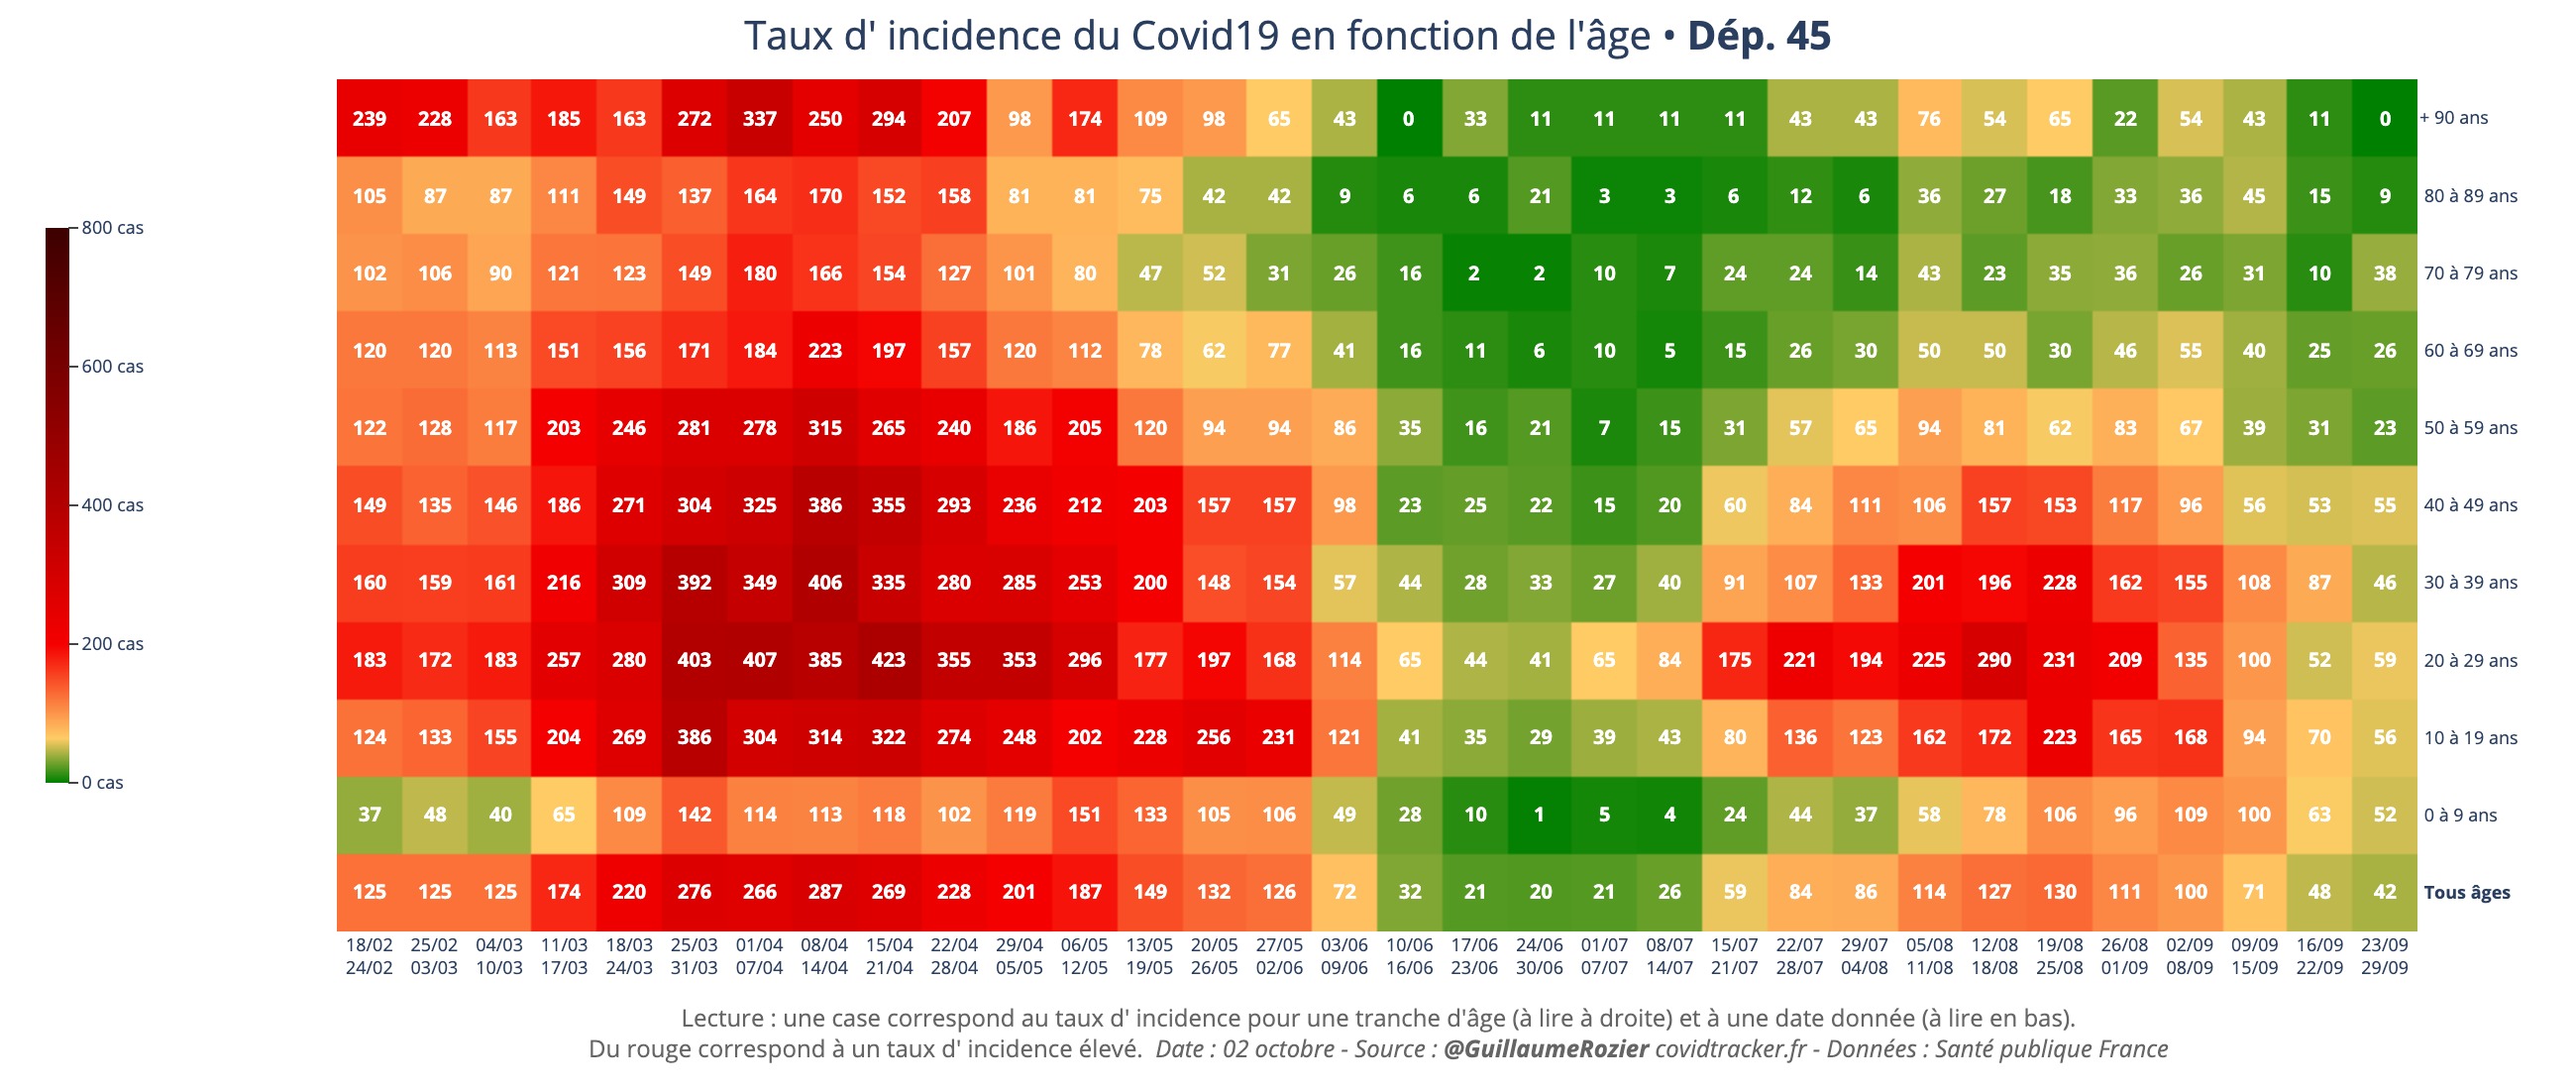 Taux d' incidence du Covid19 en fonction de l'âge • Dép. 45
800 cas
600 cas
400 cas
200 cas
0 cas
239 228 163 185 163 272 337 250 294 207 98 174 109 98 65 43 0 33 11 11 11 11 43 43 76 54 65 22 54 43 11 0 + 90 ans
105 87 87 111 149 137 164 170 152 158 81 81 75 42 42 9 6 6 21 3 3 6 12 6 36 27 18 33 36 45 15 9 80 à 89 ans
102 106 90 121 123 149 180 166 154 127 101 80 47 52 31 26 16 2 2 10 7 24 24 14 43 23 35 36 26 31 10 38 70 à 79 ans
120 120 113 151 156 171 184 223 197 157 120 112 78 62 77 41 16 11 6 10 5 15 26 30 50 50 30 46 55 40 25 26 60 à 69 ans
122 128 117 203 246 281 278 315 265 240 186 205 120 94 94 86 35 16 21 7 15 31 57 65 94 81 62 83 67 39 31 23 50 à 59 ans
149 135 146 186 271 304 325 386 355 293 236 212 203 157 157 98 23 25 22 15 20 60 84 111 106 157 153 117 96 56 53 55 40 à 49 ans
160 159 161 216 309 392 349 406 335 280 285 253 200 148 154 57 44 28 33 27 40 91 107 133 201 196 228 162 155 108 87 46 30 à 39 ans
183 172 183 257 280 403 407 385 423 355 353 296 177 197 168 114 65 44 41 65 84 175 221 194 225 290 231 209 135 100 52 59 20 à 29 ans
124 133 155 204 269 386 304 314 322 274 248 202 228 256 231 121 41 35 29 39 43 80 136 123 162 172 223 165 168 94 70 56 10 à 19 ans
37 48 40 65 109 142 114 113 118 102 119 151 133 105 106 49 28 10 1 5 4 24 44 37 58 78 106 96 109 100 63 52 0 à 9 ans
125 125 125 174 220 276 266 287 269 228 201 187 149 132 126 72 32 21 20 21 26 59 84 86 114 127 130 111 100 71 48 42 Tous âges
18/02 25/02 04/03 11/03 18/03 25/03 01/04 08/04 15/04 22/04 29/04 06/05 13/05 20/05 27/05 03/06 10/06 17/06 24/06 01/07 08/07 15/07 22/07 29/07 05/08 12/08 19/08 26/08 02/09 09/09 16/09 23/09
24/02 03/03 10/03 17/03 24/03 31/03 07/04 14/04 21/04 28/04 05/05 12/05 19/05 26/05 02/06 09/06 16/06 23/06 30/06 07/07 14/07 21/07 28/07 04/08 11/08 18/08 25/08 01/09 08/09 15/09 22/09 29/09
Lecture : une case correspond au taux d' incidence pour une tranche d'âge (à lire à droite) et à une date donnée (à lire en bas).
Du rouge correspond à un taux d' incidence élevé. Date : 02 octobre - Source : @GuillaumeRozier covidtracker.fr - Données : Santé publique France